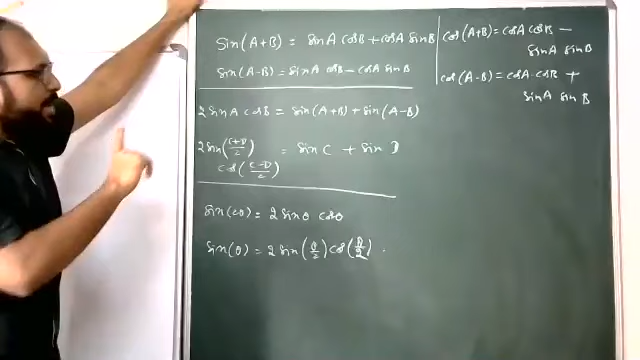 Sin(A+B) = SinA CosB + CosA SinB
Sin(A-B) = SinA CosB - CosA SinB
2 SinA CosB = Sin(A+B) + Sin(A-B)
2 Sin((C+D)/2) Cos((C-D)/2) = Sin C + Sin D
Sin(2θ) = 2 Sinθ Cosθ
Sin(θ) = 2 Sin(θ/2) Cos(θ/2)
Cos(A+B) = CosA CosB -
SinA SinB
Cos(A-B) = CosA CosB +
SinA SinB